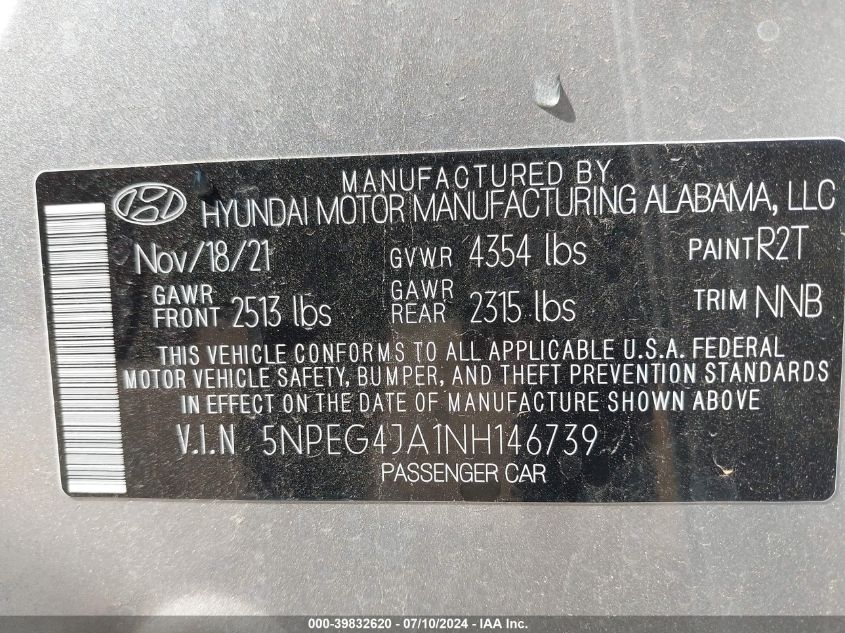 MANUFACTURED BY
HYUNDAI MOTOR MANUFACTURING ALABAMA, LLC
Nov/18/21 GVWR 4354 lbs PAINT R2T
GAWR FRONT 2513 lbs GAWR REAR 2315 lbs TRIM NNB
THIS VEHICLE CONFORMS TO ALL APPLICABLE U.S.A. FEDERAL
MOTOR VEHICLE SAFETY, BUMPER, AND THEFT PREVENTION STANDARDS
IN EFFECT ON THE DATE OF MANUFACTURE SHOWN ABOVE
V.I.N 5NPEG4JA1NH146739
PASSENGER CAR
000-39832620 - 07/10/2024 - IAA Inc.